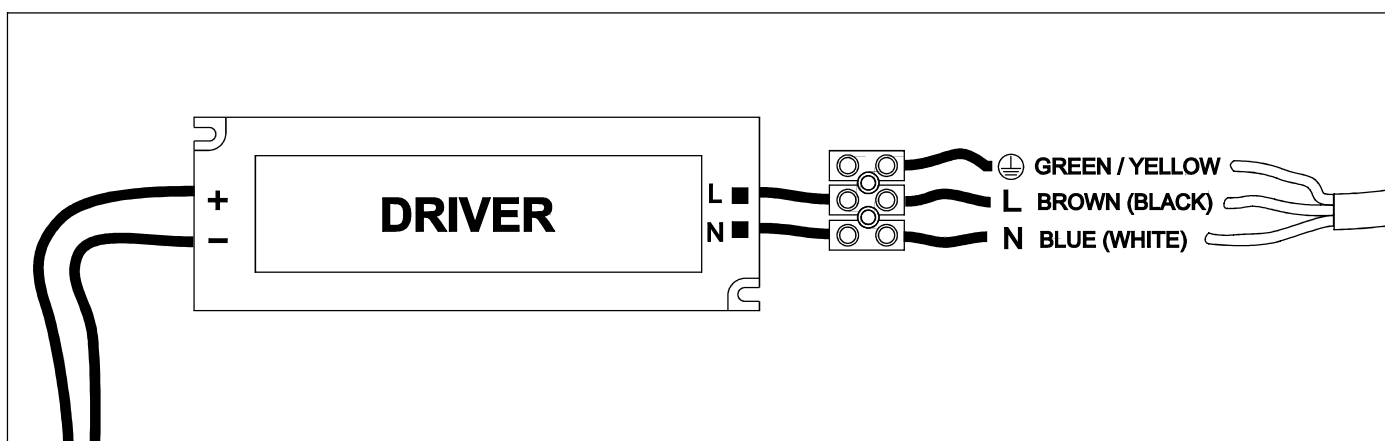 +
−
DRIVER
L
N
GREEN / YELLOW
L BROWN (BLACK)
N BLUE (WHITE)